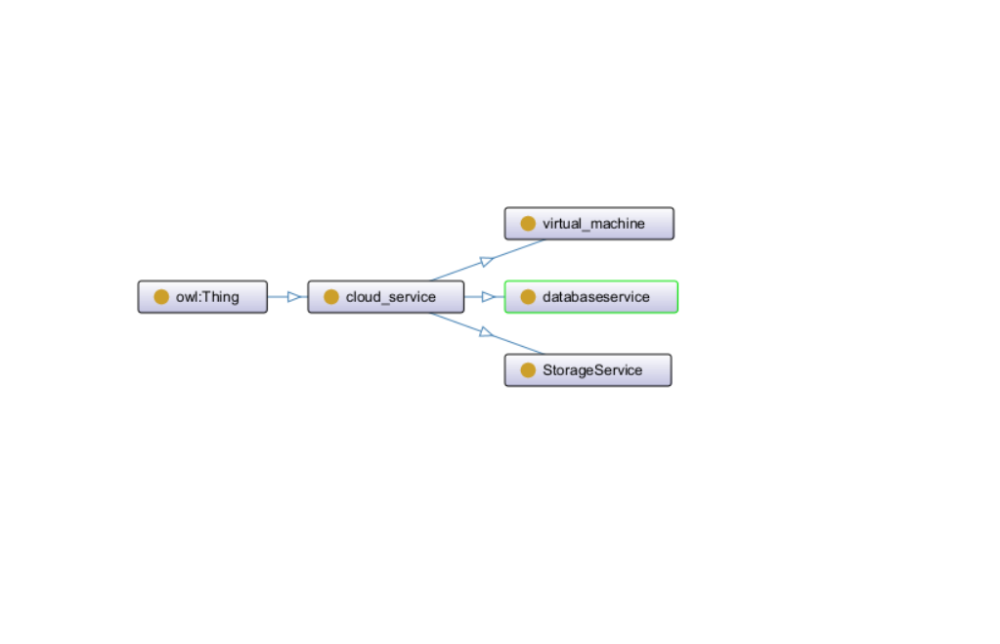 virtual_machine
owl:Thing
cloud_service
databaseservice
StorageService